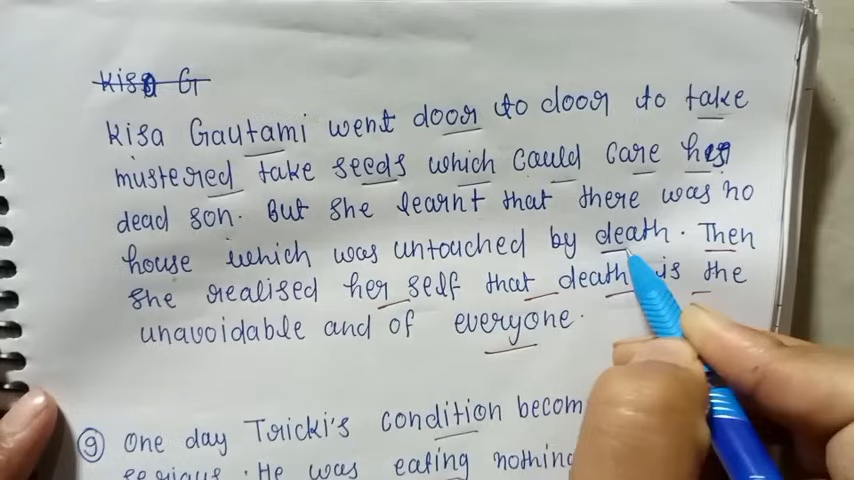 Kisa G
Kisa Gautami went door to door to take
mustered take seeds which could care her
dead son. But she learnt that there was no
house which was untouched by death. Then
she realised her self that death is the
unavoidable and of everyone.
9 One day Tricki's condition becom
serious. He was eating nothing